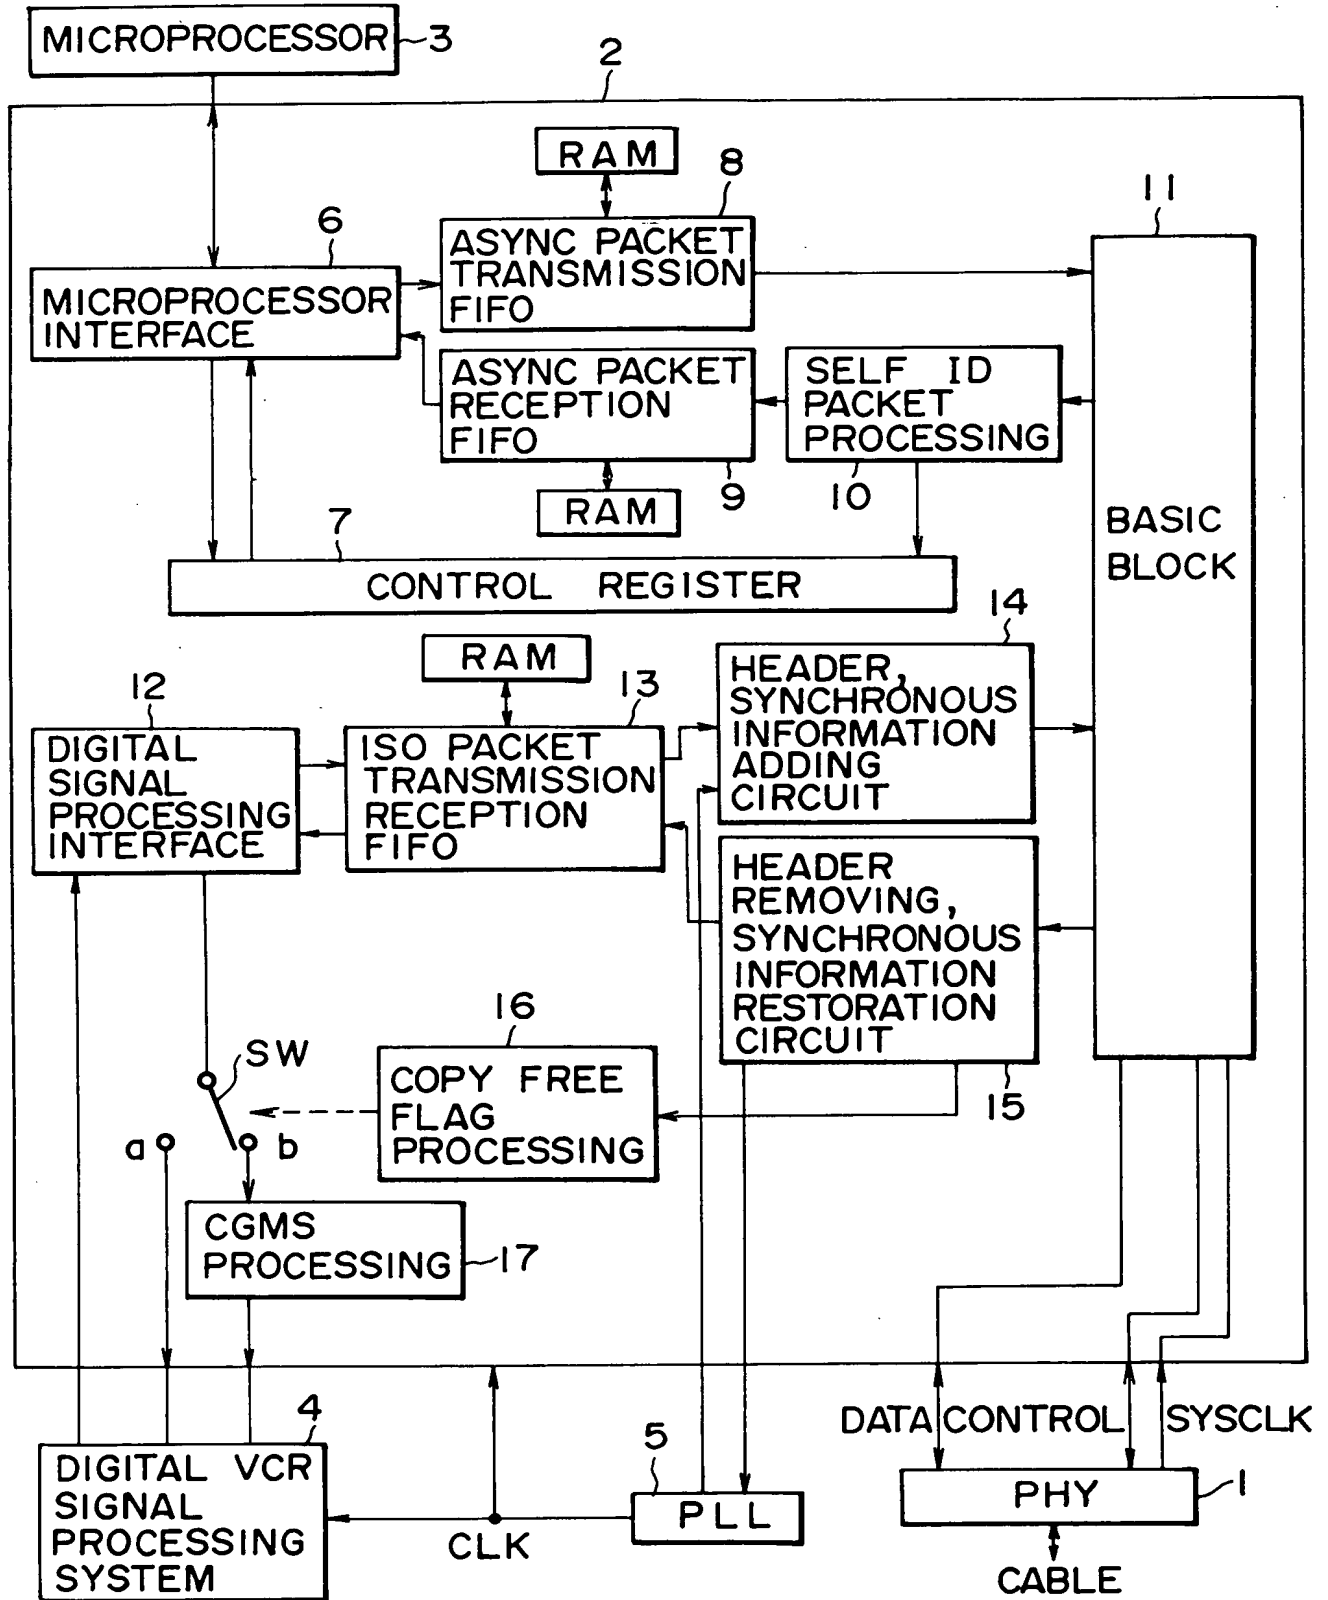 MICROPROCESSOR
3
2
RAM
8
11
6
ASYNC PACKET
TRANSMISSION
FIFO
MICROPROCESSOR
INTERFACE
ASYNC PACKET
RECEPTION
FIFO
SELF ID
PACKET
PROCESSING
9
10
RAM
BASIC
BLOCK
7
CONTROL REGISTER
14
RAM
HEADER,
SYNCHRONOUS
INFORMATION
ADDING
CIRCUIT
12
13
DIGITAL
SIGNAL
PROCESSING
INTERFACE
ISO PACKET
TRANSMISSION
RECEPTION
FIFO
HEADER
REMOVING,
SYNCHRONOUS
INFORMATION
RESTORATION
CIRCUIT
15
16
SW
COPY FREE
FLAG
PROCESSING
a
b
CGMS
PROCESSING
17
DATA
CONTROL
SYSCLK
4
5
DIGITAL VCR
SIGNAL
PROCESSING
SYSTEM
CLK
PLL
PHY
1
CABLE